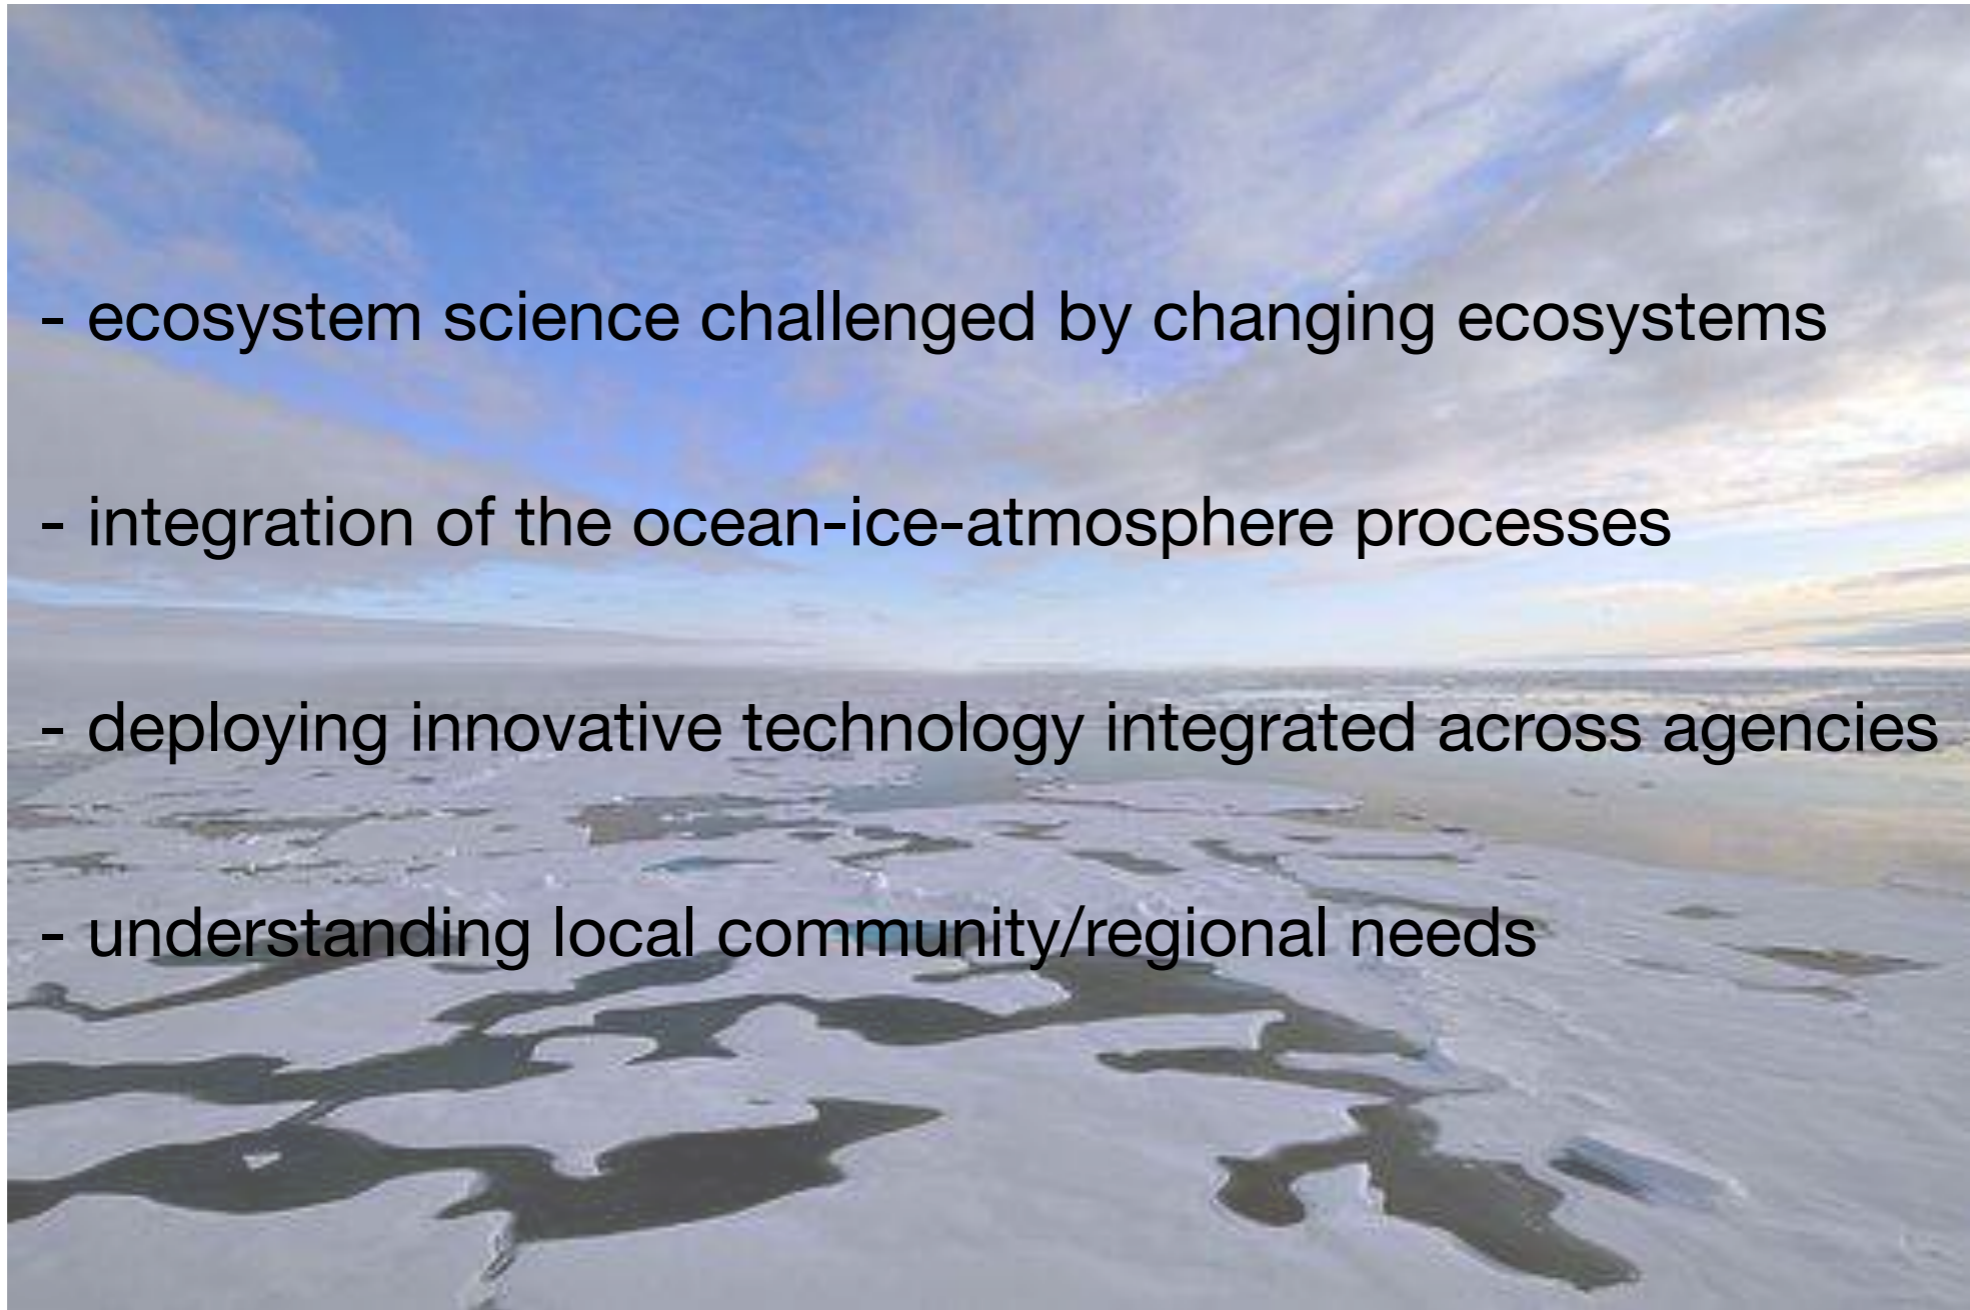 - ecosystem science challenged by changing ecosystems
- integration of the ocean-ice-atmosphere processes
- deploying innovative technology integrated across agencies
- understanding local community/regional needs